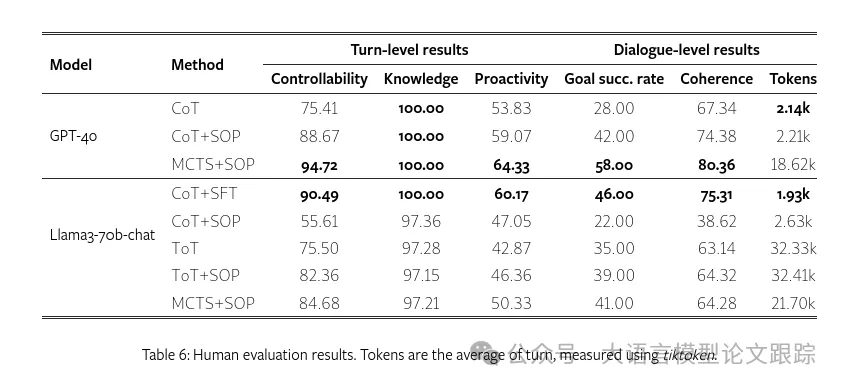 Turn-level results Dialogue-level results
Model Method
Controllability Knowledge Proactivity Goal succ. rate Coherence Tokens
CoT 75.41 100.00 53.83 28.00 67.34 2.14k
GPT-4o CoT+SOP 88.67 100.00 59.07 42.00 74.38 2.21k
MCTS+SOP 94.72 100.00 64.33 58.00 80.36 18.62k
CoT+SFT 90.49 100.00 60.17 46.00 75.31 1.93k
CoT+SOP 55.61 97.36 47.05 22.00 38.62 2.63k
Llama3-70b-chat ToT 75.50 97.28 42.87 35.00 63.14 32.33k
ToT+SOP 82.36 97.15 46.36 39.00 64.32 32.41k
MCTS+SOP 84.68 97.21 50.33 41.00 64.28 21.70k
Table 6: Human evaluation results. Tokens are the average of turn, measured using tiktoken.
公众号 · 大语言模型论文跟踪